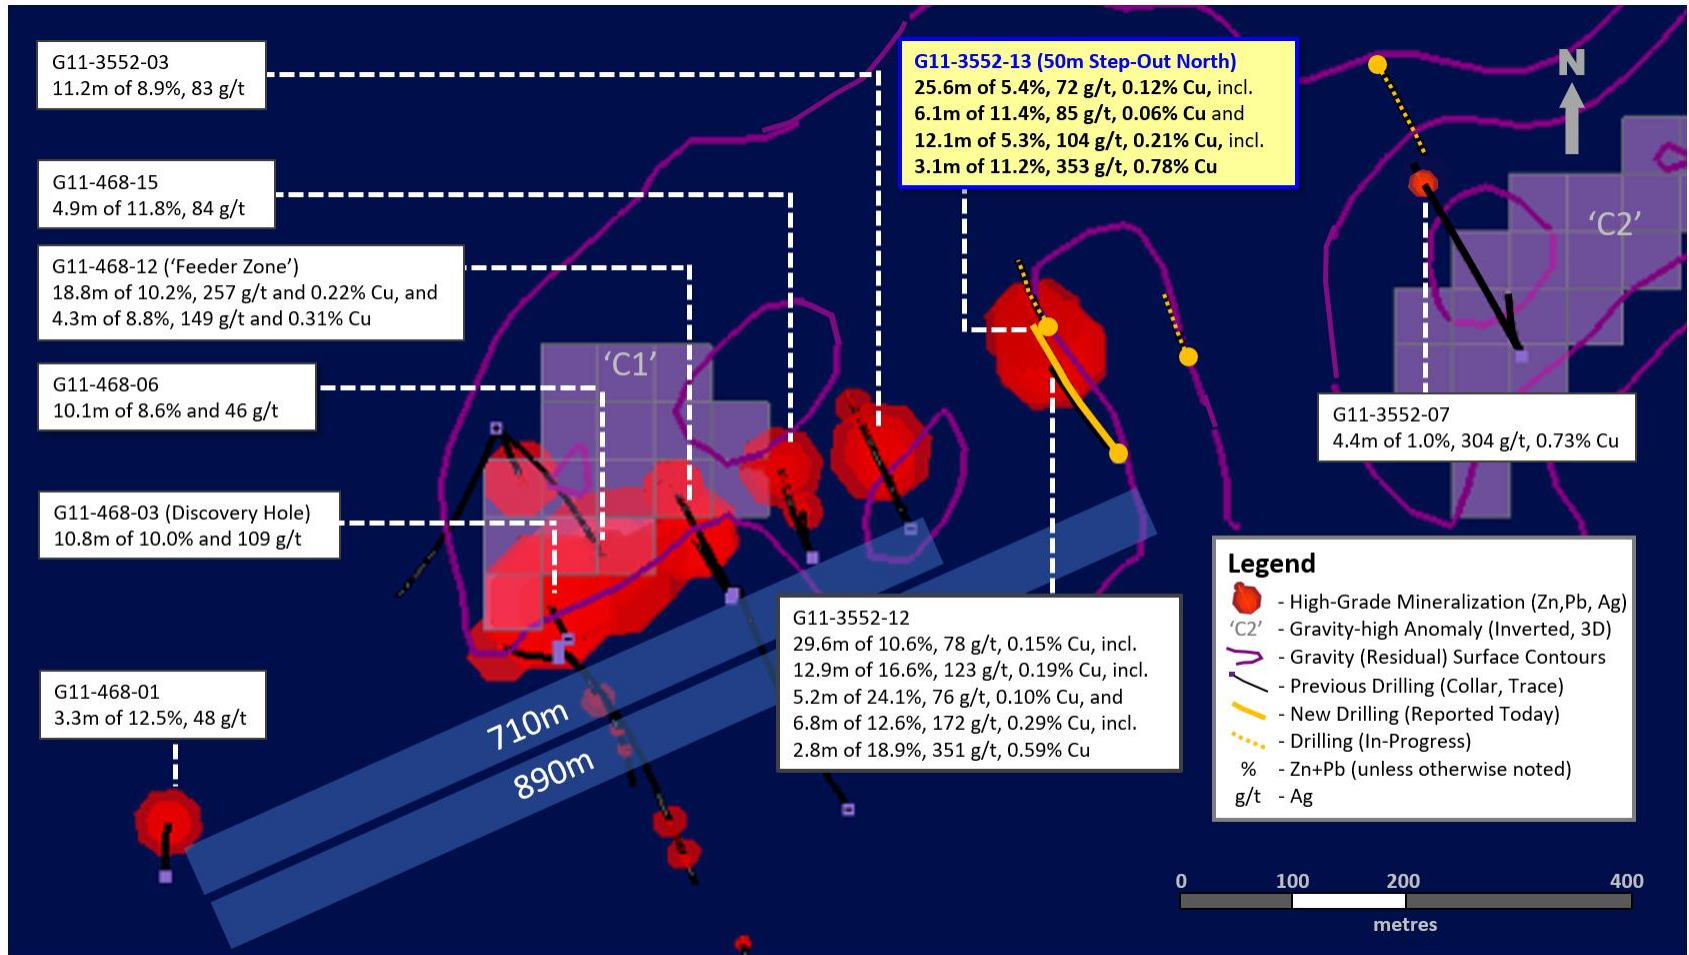 G11-3552-03
11.2m of 8.9%, 83 g/t
G11-468-15
4.9m of 11.8%, 84 g/t
G11-468-12 (‘Feeder Zone’)
18.8m of 10.2%, 257 g/t and 0.22% Cu, and
4.3m of 8.8%, 149 g/t and 0.31% Cu
G11-468-06
10.1m of 8.6% and 46 g/t
G11-468-03 (Discovery Hole)
10.8m of 10.0% and 109 g/t
G11-468-01
3.3m of 12.5%, 48 g/t
G11-3552-13 (50m Step-Out North)
25.6m of 5.4%, 72 g/t, 0.12% Cu, incl.
6.1m of 11.4%, 85 g/t, 0.06% Cu and
12.1m of 5.3%, 104 g/t, 0.21% Cu, incl.
3.1m of 11.2%, 353 g/t, 0.78% Cu
N
‘C2’
‘C1’
G11-3552-07
4.4m of 1.0%, 304 g/t, 0.73% Cu
710m
890m
G11-3552-12
29.6m of 10.6%, 78 g/t, 0.15% Cu, incl.
12.9m of 16.6%, 123 g/t, 0.19% Cu, incl.
5.2m of 24.1%, 76 g/t, 0.10% Cu, and
6.8m of 12.6%, 172 g/t, 0.29% Cu, incl.
2.8m of 18.9%, 351 g/t, 0.59% Cu
Legend
- High-Grade Mineralization (Zn,Pb, Ag)
‘C2’ - Gravity-high Anomaly (Inverted, 3D)
- Gravity (Residual) Surface Contours
- Previous Drilling (Collar, Trace)
- New Drilling (Reported Today)
- Drilling (In-Progress)
% - Zn+Pb (unless otherwise noted)
g/t - Ag
0 100 200 400
metres